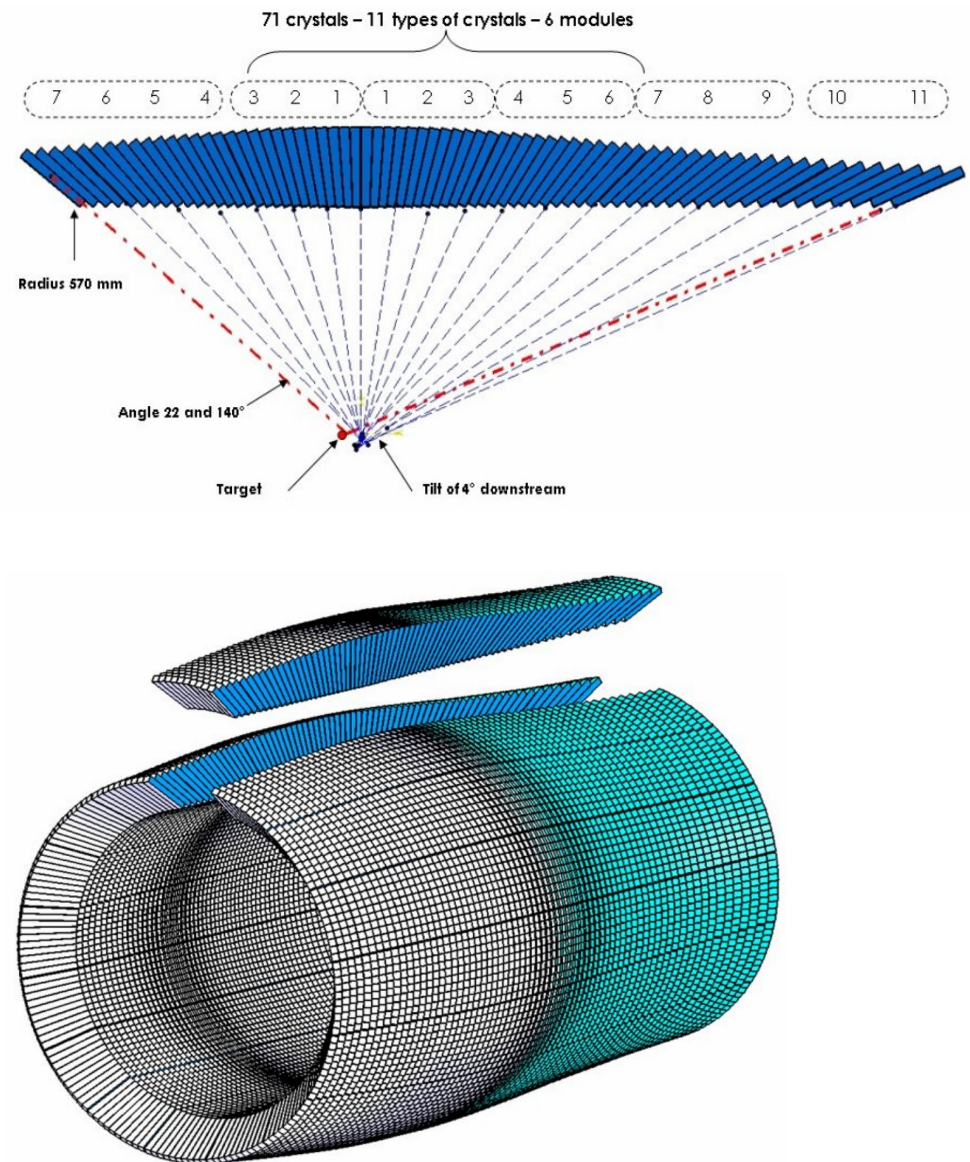 71 crystals – 11 types of crystals – 6 modules
7 6 5 4 3 2 1 1 2 3 4 5 6 7 8 9 10 11
Radius 570 mm
Angle 22 and 140°
Target
Tilt of 4° downstream